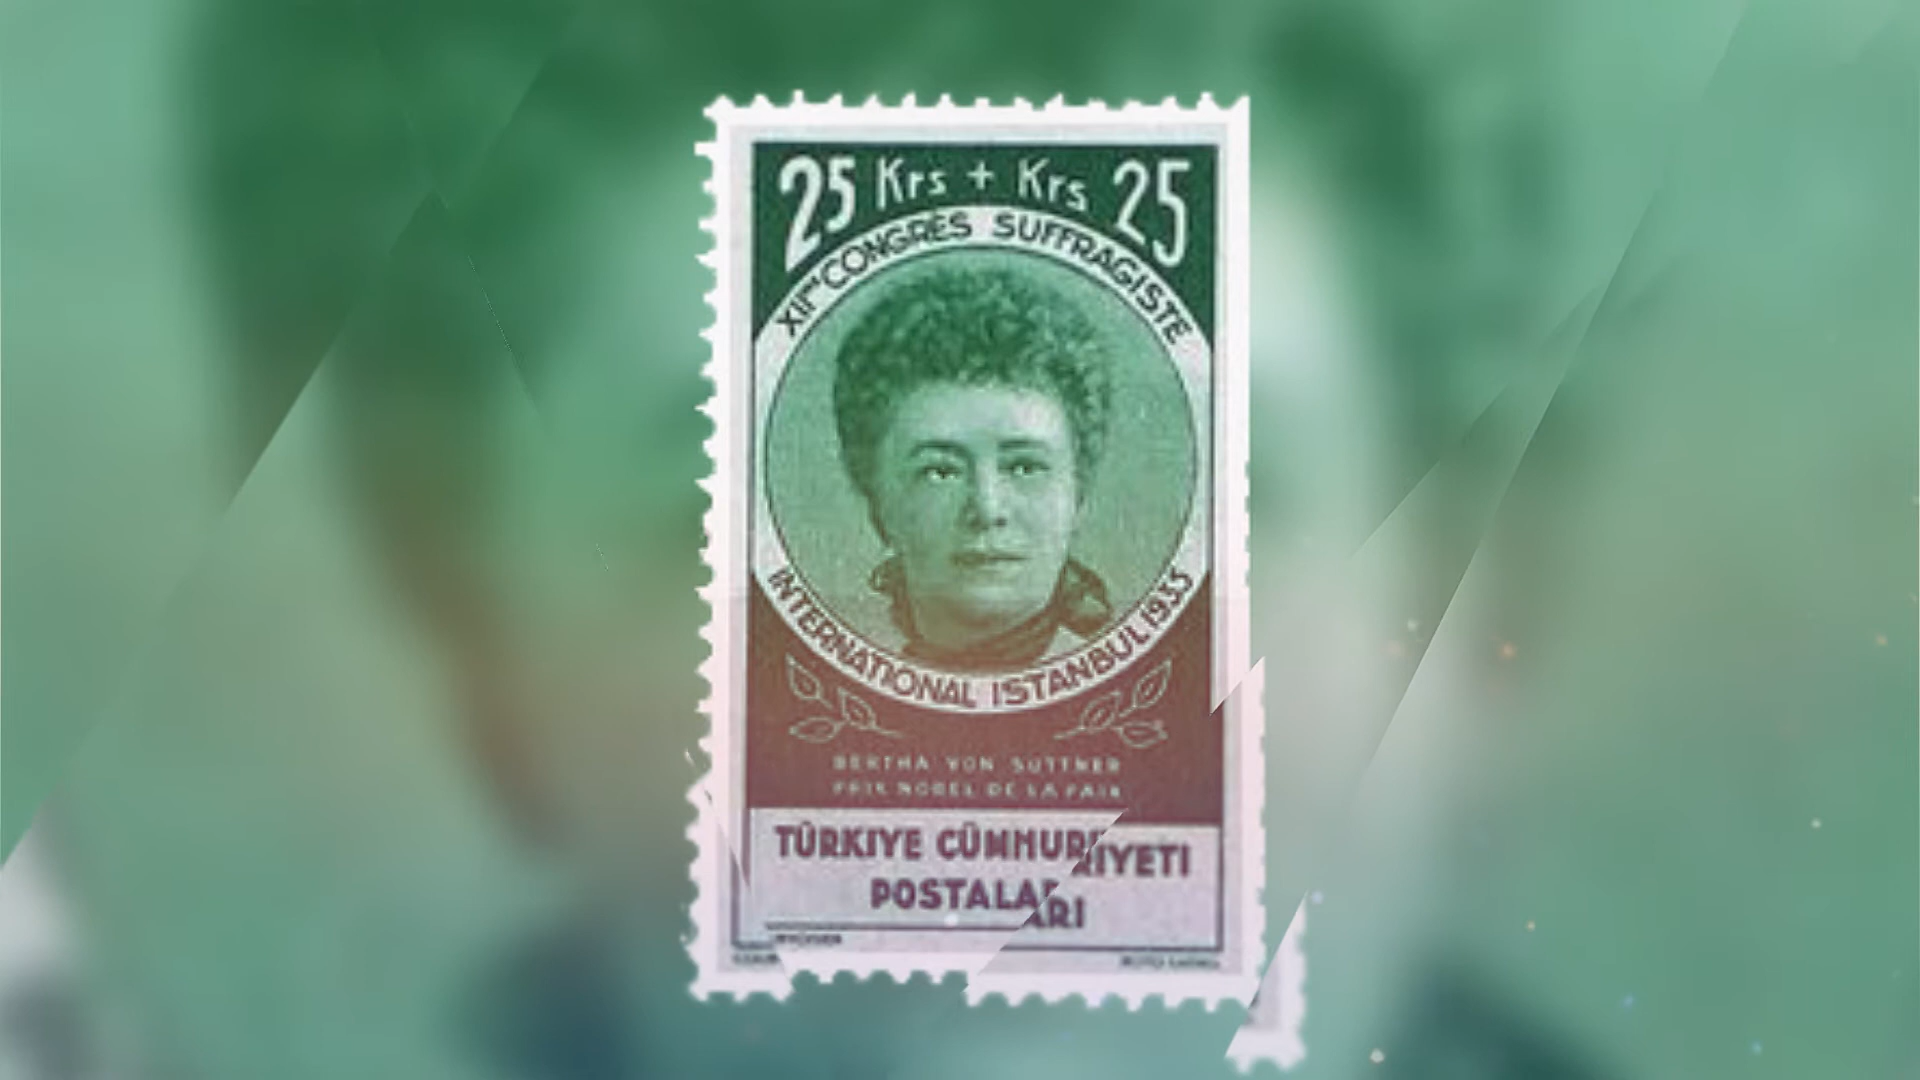 25 Krs + Krs 25
XIIme CONGRES SUFFRAGISTE
INTERNATIONAL ISTANBUL 1935
BERTHA VON SUTTNER
PRIX NOBEL DE LA PAIX
TÜRKIYE CÜMHURIYETI
POSTALARI